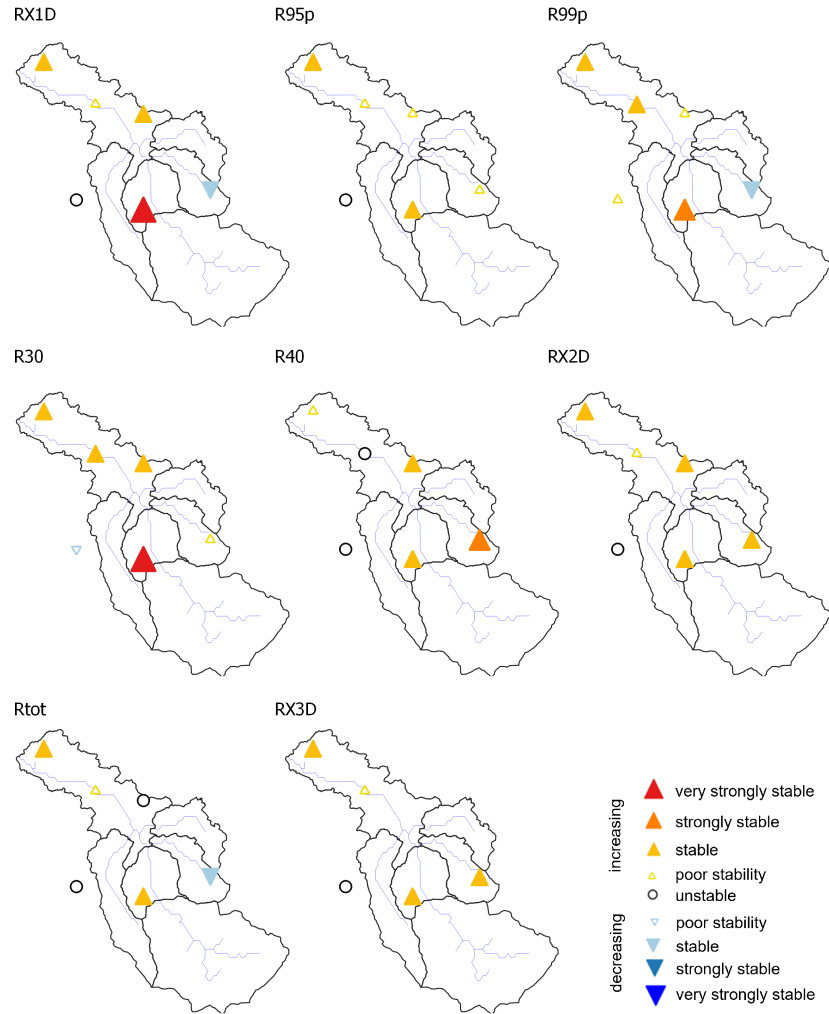 RX1D
R95p
R99p
R30
R40
RX2D
Rtot
RX3D
increasing
very strongly stable
strongly stable
stable
poor stability
unstable
decreasing
poor stability
stable
strongly stable
very strongly stable